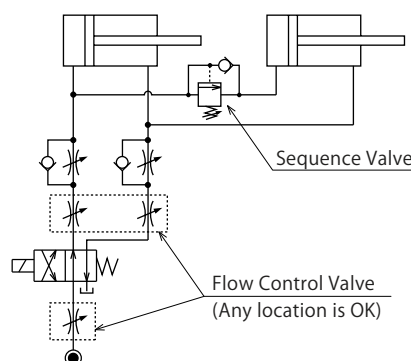 Sequence Valve
Flow Control Valve
(Any location is OK)